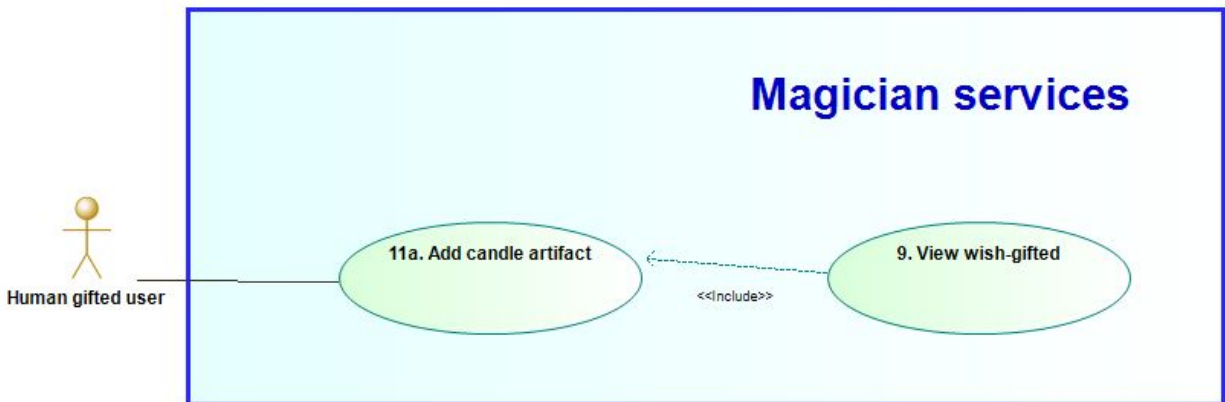 Magician services
11a. Add candle artifact
9. View wish-gifted
<<Include>>
Human gifted user